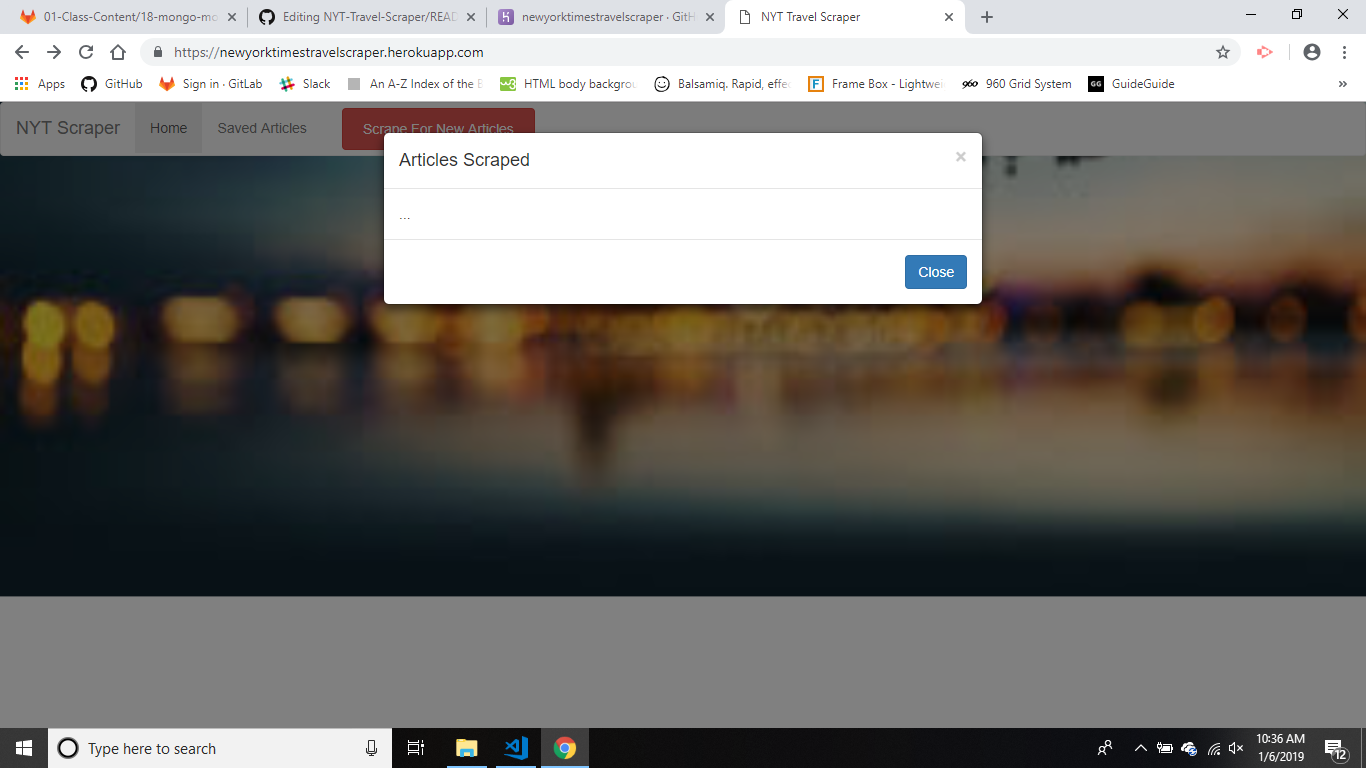 01-Class-Content/18-mongo-mo
Editing NYT-Travel-Scraper/READ
newyorktimestravelscraper · GitH
NYT Travel Scraper
https://newyorktimestravelscraper.herokuapp.com
Apps
GitHub
Sign in · GitLab
Slack
An A-Z Index of the E
HTML body backgrou
Balsamiq. Rapid, effec
Frame Box - Lightwei
960 960 Grid System
GG GuideGuide
»
NYT Scraper
Home
Saved Articles
Scrape For New Articles
Articles Scraped
×
...
Close
Type here to search
10:36 AM
1/6/2019
12